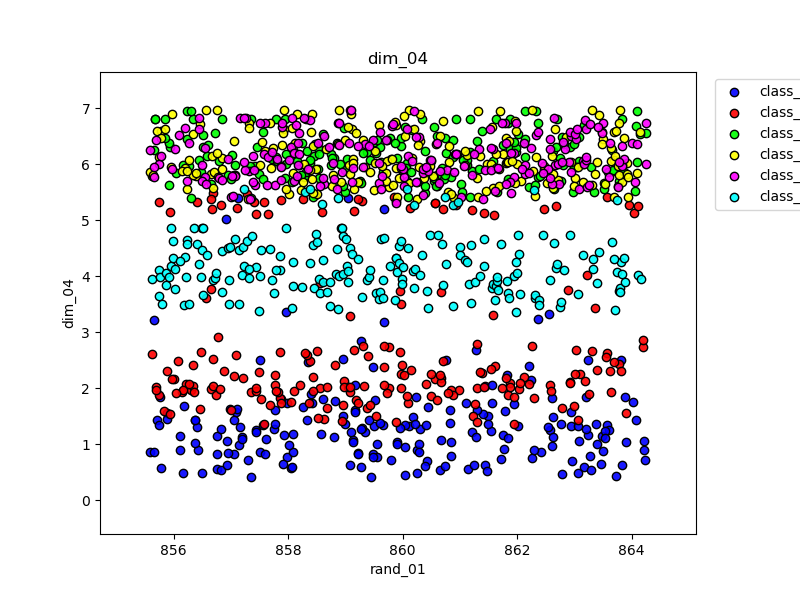 dim_04
7
6
5
4
3
2
1
0
dim_04
856 858 860 862 864
rand_01
class_
class_
class_
class_
class_
class_